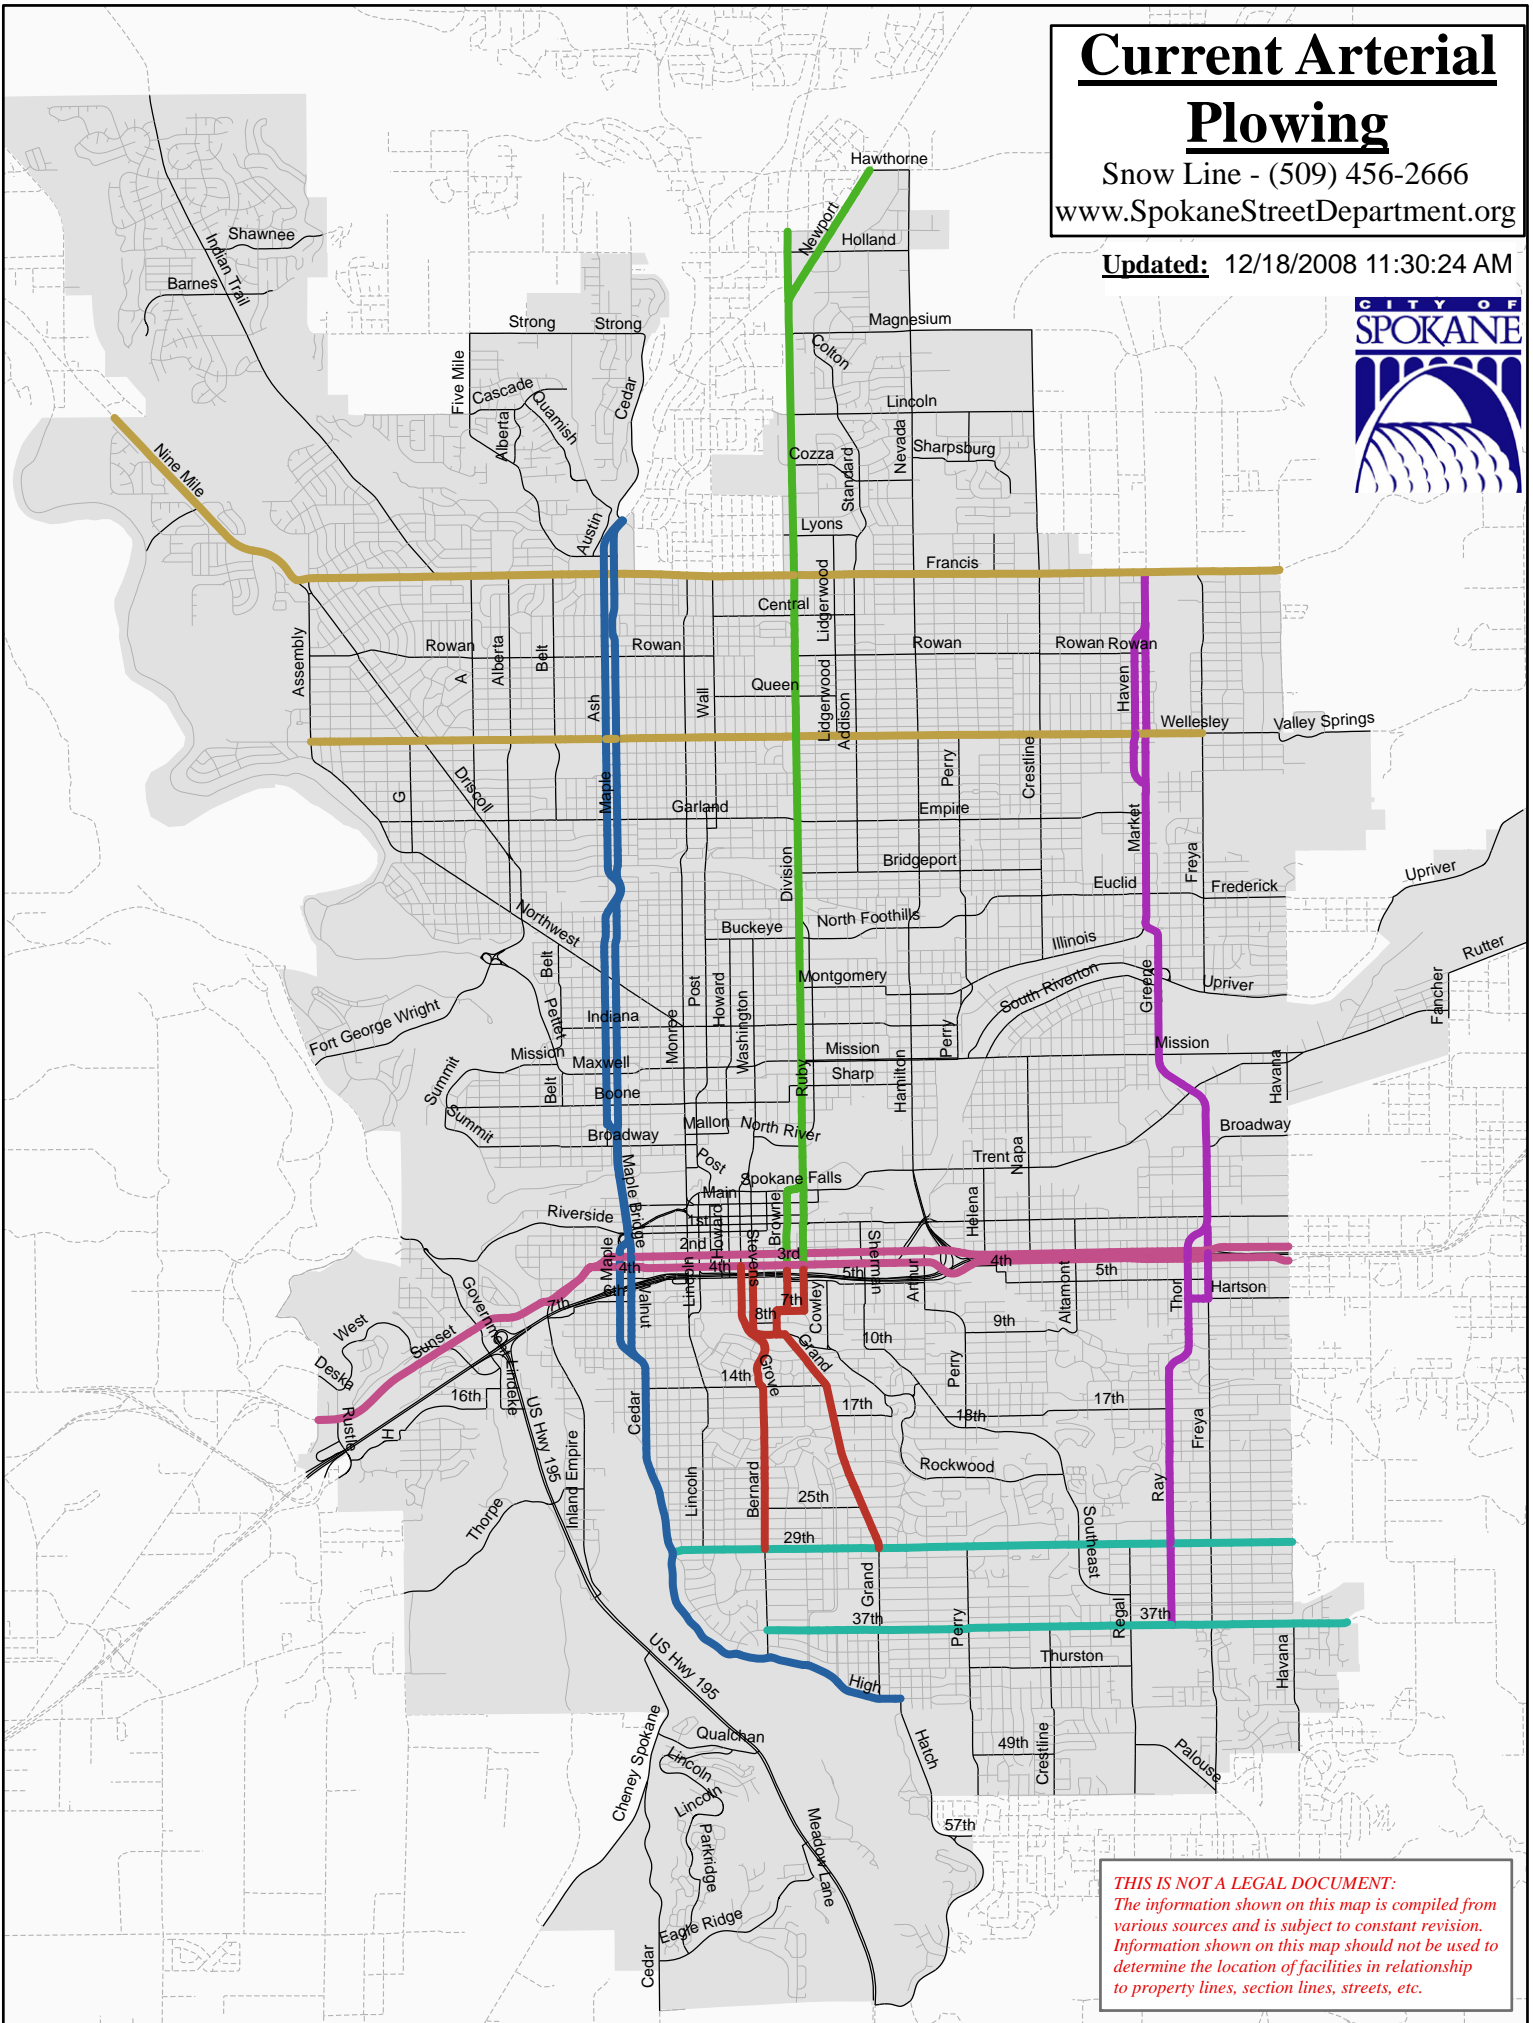 Current Arterial
Plowing
Snow Line - (509) 456-2666
www.SpokaneStreetDepartment.org
Updated: 12/18/2008 11:30:24 AM
CITY OF
SPOKANE
Hawthorne
Newport
Holland
Shawnee
Indian Trail
Barnes
Strong
Strong
Magnesium
Colton
Five Mile
Cascade
Quamish
Alberta
Cedar
Lincoln
Nevada
Sharpsburg
Cozza
Standard
Nine Mile
Austin
Lyons
Francis
Lidgerwood
Central
Assembly
Rowan
A
Alberta
Belt
Rowan
Rowan
Rowan
Rowan
Ash
Wall
Queen
Lidgerwood
Addison
Haven
Wellesley
Valley Springs
Perry
Crestline
G
Driscoll
Maple
Garland
Empire
Market
Division
Bridgeport
Freya
Euclid
Frederick
Upriver
Northwest
Buckeye
North Foothills
Illinois
Rutter
Belt
Post
Howard
Montgomery
South Riverton
Greene
Upriver
Fancher
Washington
Fort George Wright
Pettet
Indiana
Monroe
Perry
Mission
Maxwell
Mission
Mission
Summit
Belt
Boone
Ruby
Sharp
Hamilton
Havana
Summit
Broadway
Mallon
North River
Broadway
Post
Trent
Napa
Maple Bridge
Spokane Falls
Main
Browne
Riverside
1st
Howard
Helena
2nd
Stevens
3rd
Sherman
Maple
4th
4th
4th
5th
5th
Arthur
Altamont
Thor
Hartson
6th
Walnut
Lincoln
7th
7th
8th
Cowley
Government
9th
West
Sunset
10th
Grand
Deska
Lindeke
14th
Grove
Perry
16th
17th
17th
18th
Rustle
H
US Hwy 195
Cedar
Freya
Inland Empire
Rockwood
Lincoln
Bernard
25th
Ray
Thorpe
29th
Southeast
Grand
37th
Perry
Regal
37th
Thurston
Havana
US Hwy 195
High
Cheney Spokane
Qualchan
Hatch
49th
Crestline
Palouse
Lincoln
Lincoln
57th
Parkridge
Meadow Lane
Eagle Ridge
Cedar
THIS IS NOT A LEGAL DOCUMENT:
The information shown on this map is compiled from
various sources and is subject to constant revision.
Information shown on this map should not be used to
determine the location of facilities in relationship
to property lines, section lines, streets, etc.